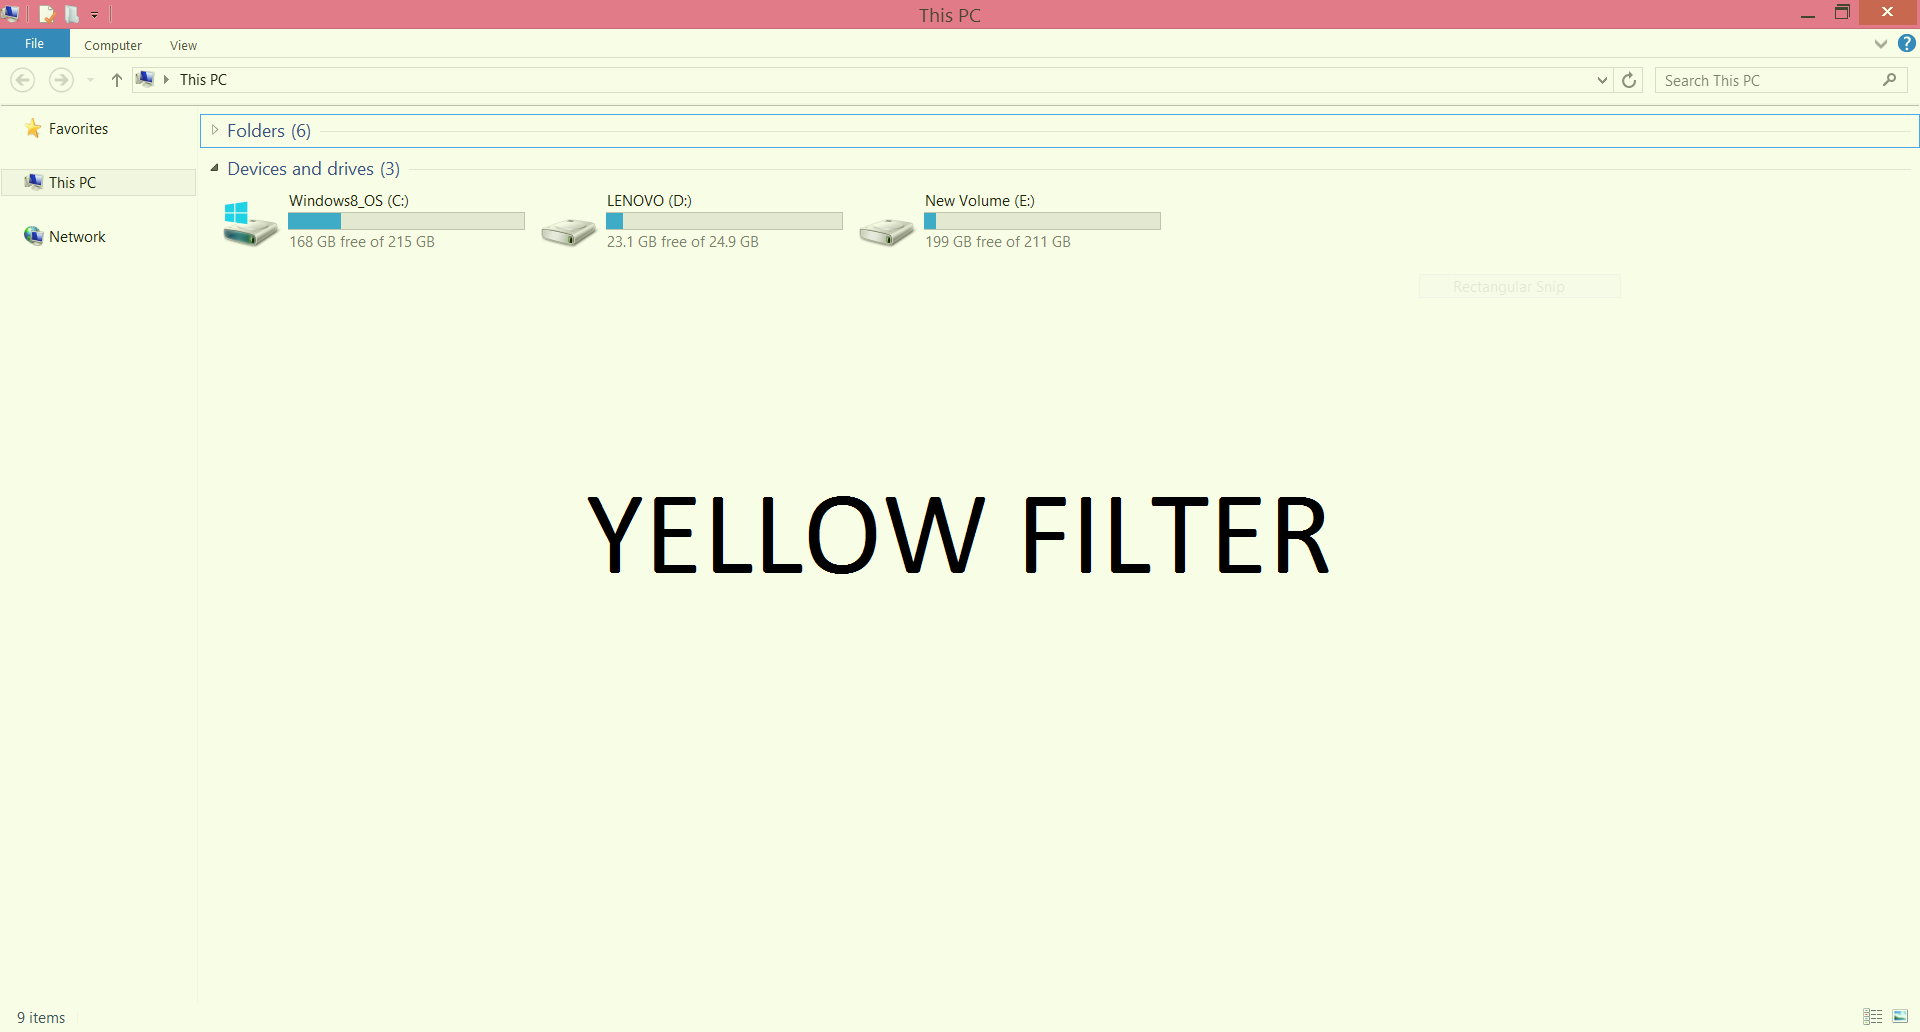 This PC
File Computer View
This PC
Search This PC
Favorites
This PC
Network
Folders (6)
Devices and drives (3)
Windows8_OS (C:)
168 GB free of 215 GB
LENOVO (D:)
23.1 GB free of 24.9 GB
New Volume (E:)
199 GB free of 211 GB
Rectangular Snip
YELLOW FILTER
9 items